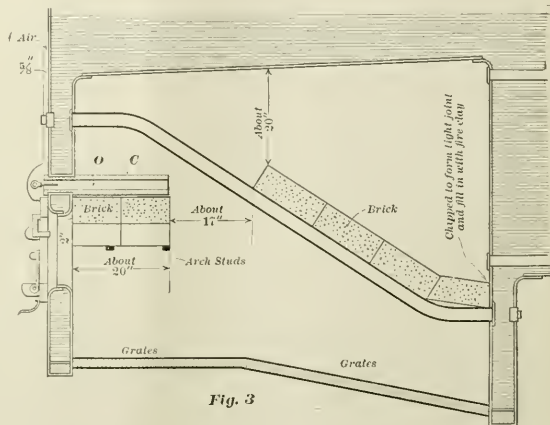 Air.
5/8"
About
20"
O C
Brick
About
17"
Brick
Chipped to form tight joint
and fill in with fire clay
About
20"
Arch Studs
Grates
Grates
Fig. 3